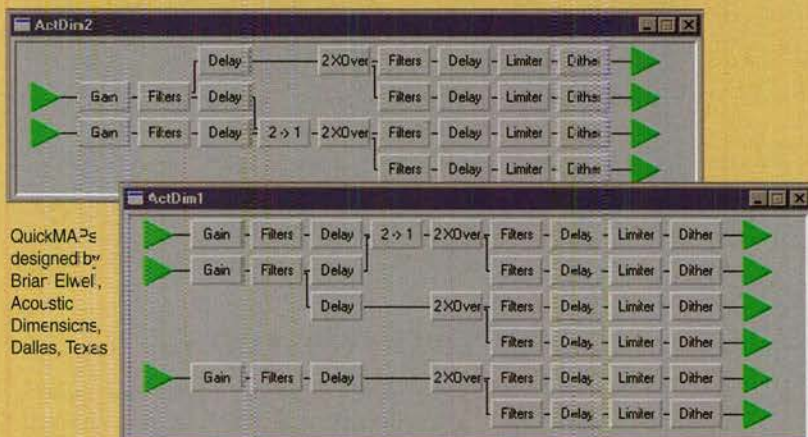 ActDim2
Delay 2XOver Filters - Delay - Limiter - Dither
Gain - Filters - Delay Filters - Delay - Limiter - Dither
Gain - Filters - Delay 2->1 - 2XOver Filters - Delay - Limiter - Dither
Filters - Delay - Limiter - Dither
ActDim1
Gain - Filters - Delay 2->1 - 2XOver Filters - Delay - Limiter - Dither
Gain - Filters Delay Filters - Delay - Limiter - Dither
Delay 2XOver Filters - Delay - Limiter - Dither
Filters - Delay - Limiter - Dither
Gain - Filters - Delay 2XOver Filters - Delay - Limiter - Dither
Filters - Delay - Limiter - Dither
QuickMAPs
designed by
Brian Elwell,
Acoustic
Dimensions,
Dallas, Texas